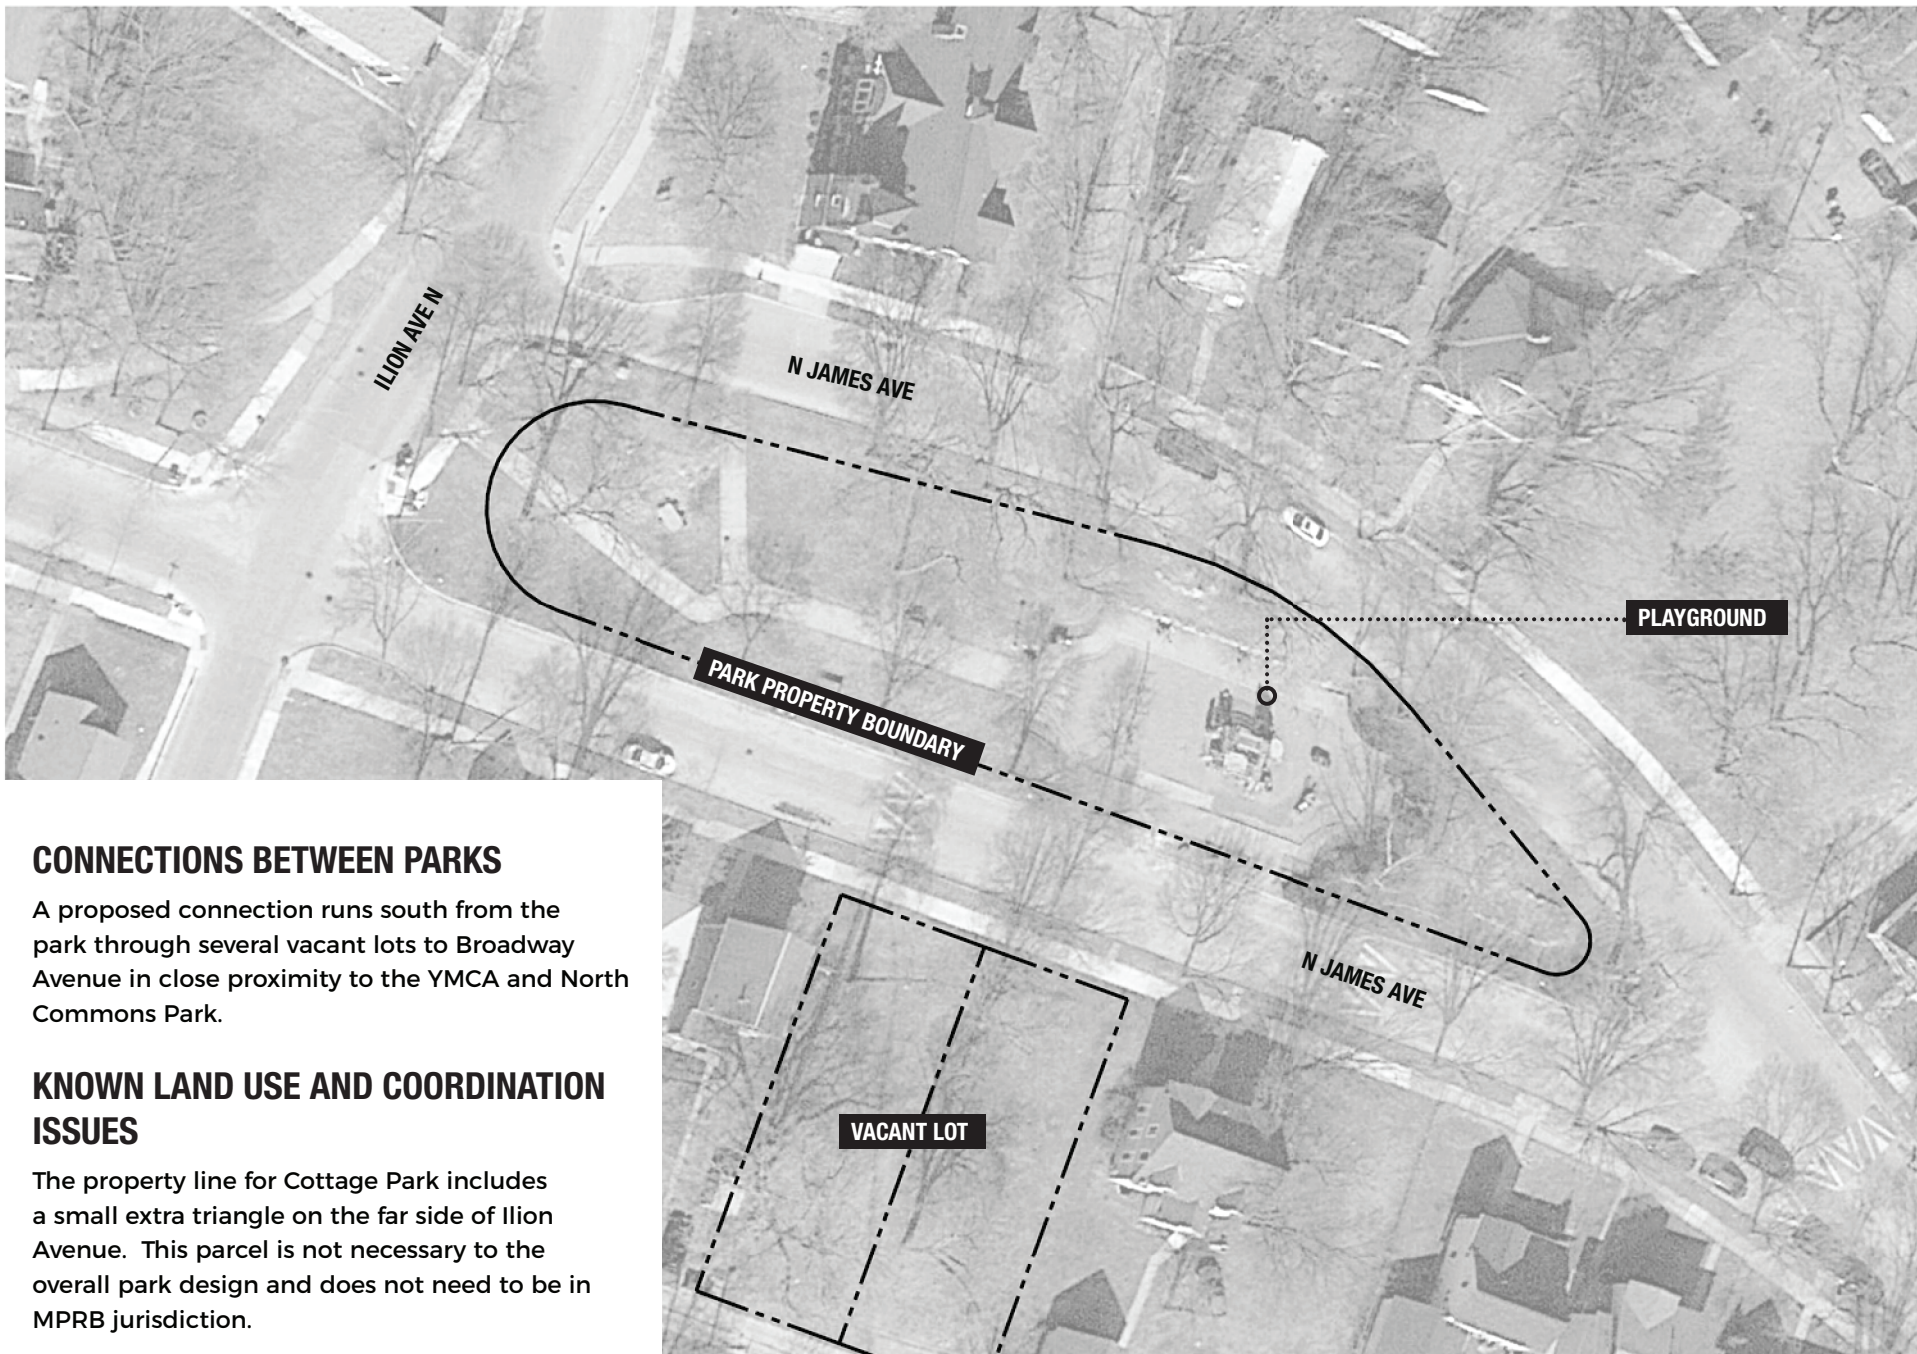 ILION AVE N
N JAMES AVE
PLAYGROUND
PARK PROPERTY BOUNDARY
N JAMES AVE
VACANT LOT
CONNECTIONS BETWEEN PARKS
A proposed connection runs south from the
park through several vacant lots to Broadway
Avenue in close proximity to the YMCA and North
Commons Park.
KNOWN LAND USE AND COORDINATION
ISSUES
The property line for Cottage Park includes
a small extra triangle on the far side of Ilion
Avenue.  This parcel is not necessary to the
overall park design and does not need to be in
MPRB jurisdiction.